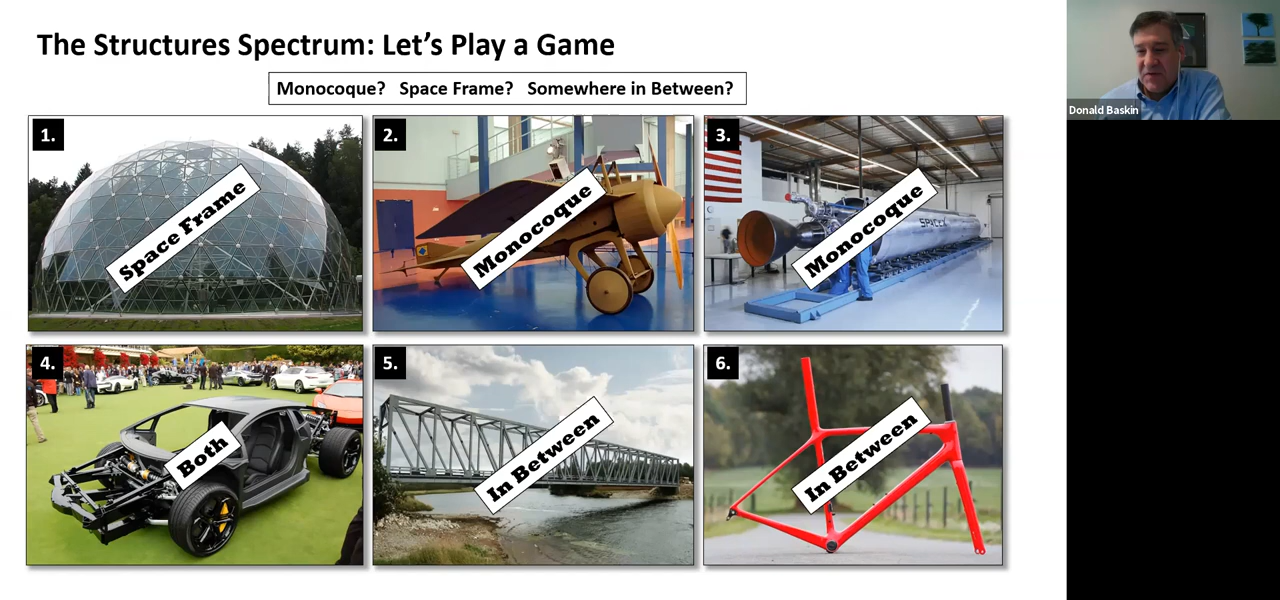 The Structures Spectrum: Let's Play a Game
Monocoque? Space Frame? Somewhere in Between?
1.
Space Frame
2.
Monocoque
3.
Monocoque
SPACEX
4.
Both
5.
In Between
6.
In Between
Donald Baskin